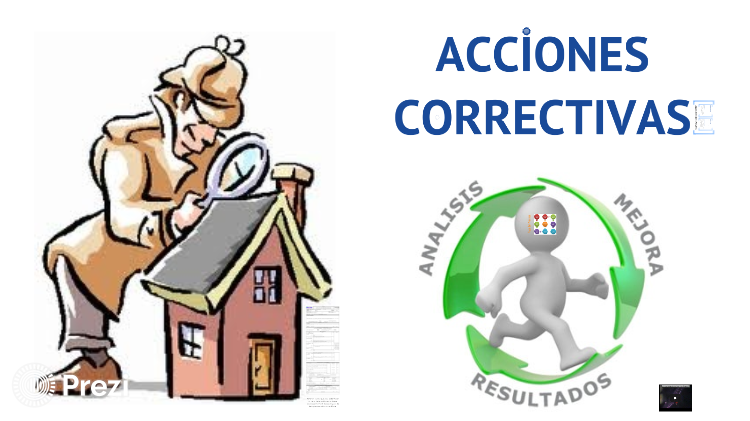 ACCIONES
CORRECTIVAS
ANALISIS
MEJORA
RESULTADOS
Prezi